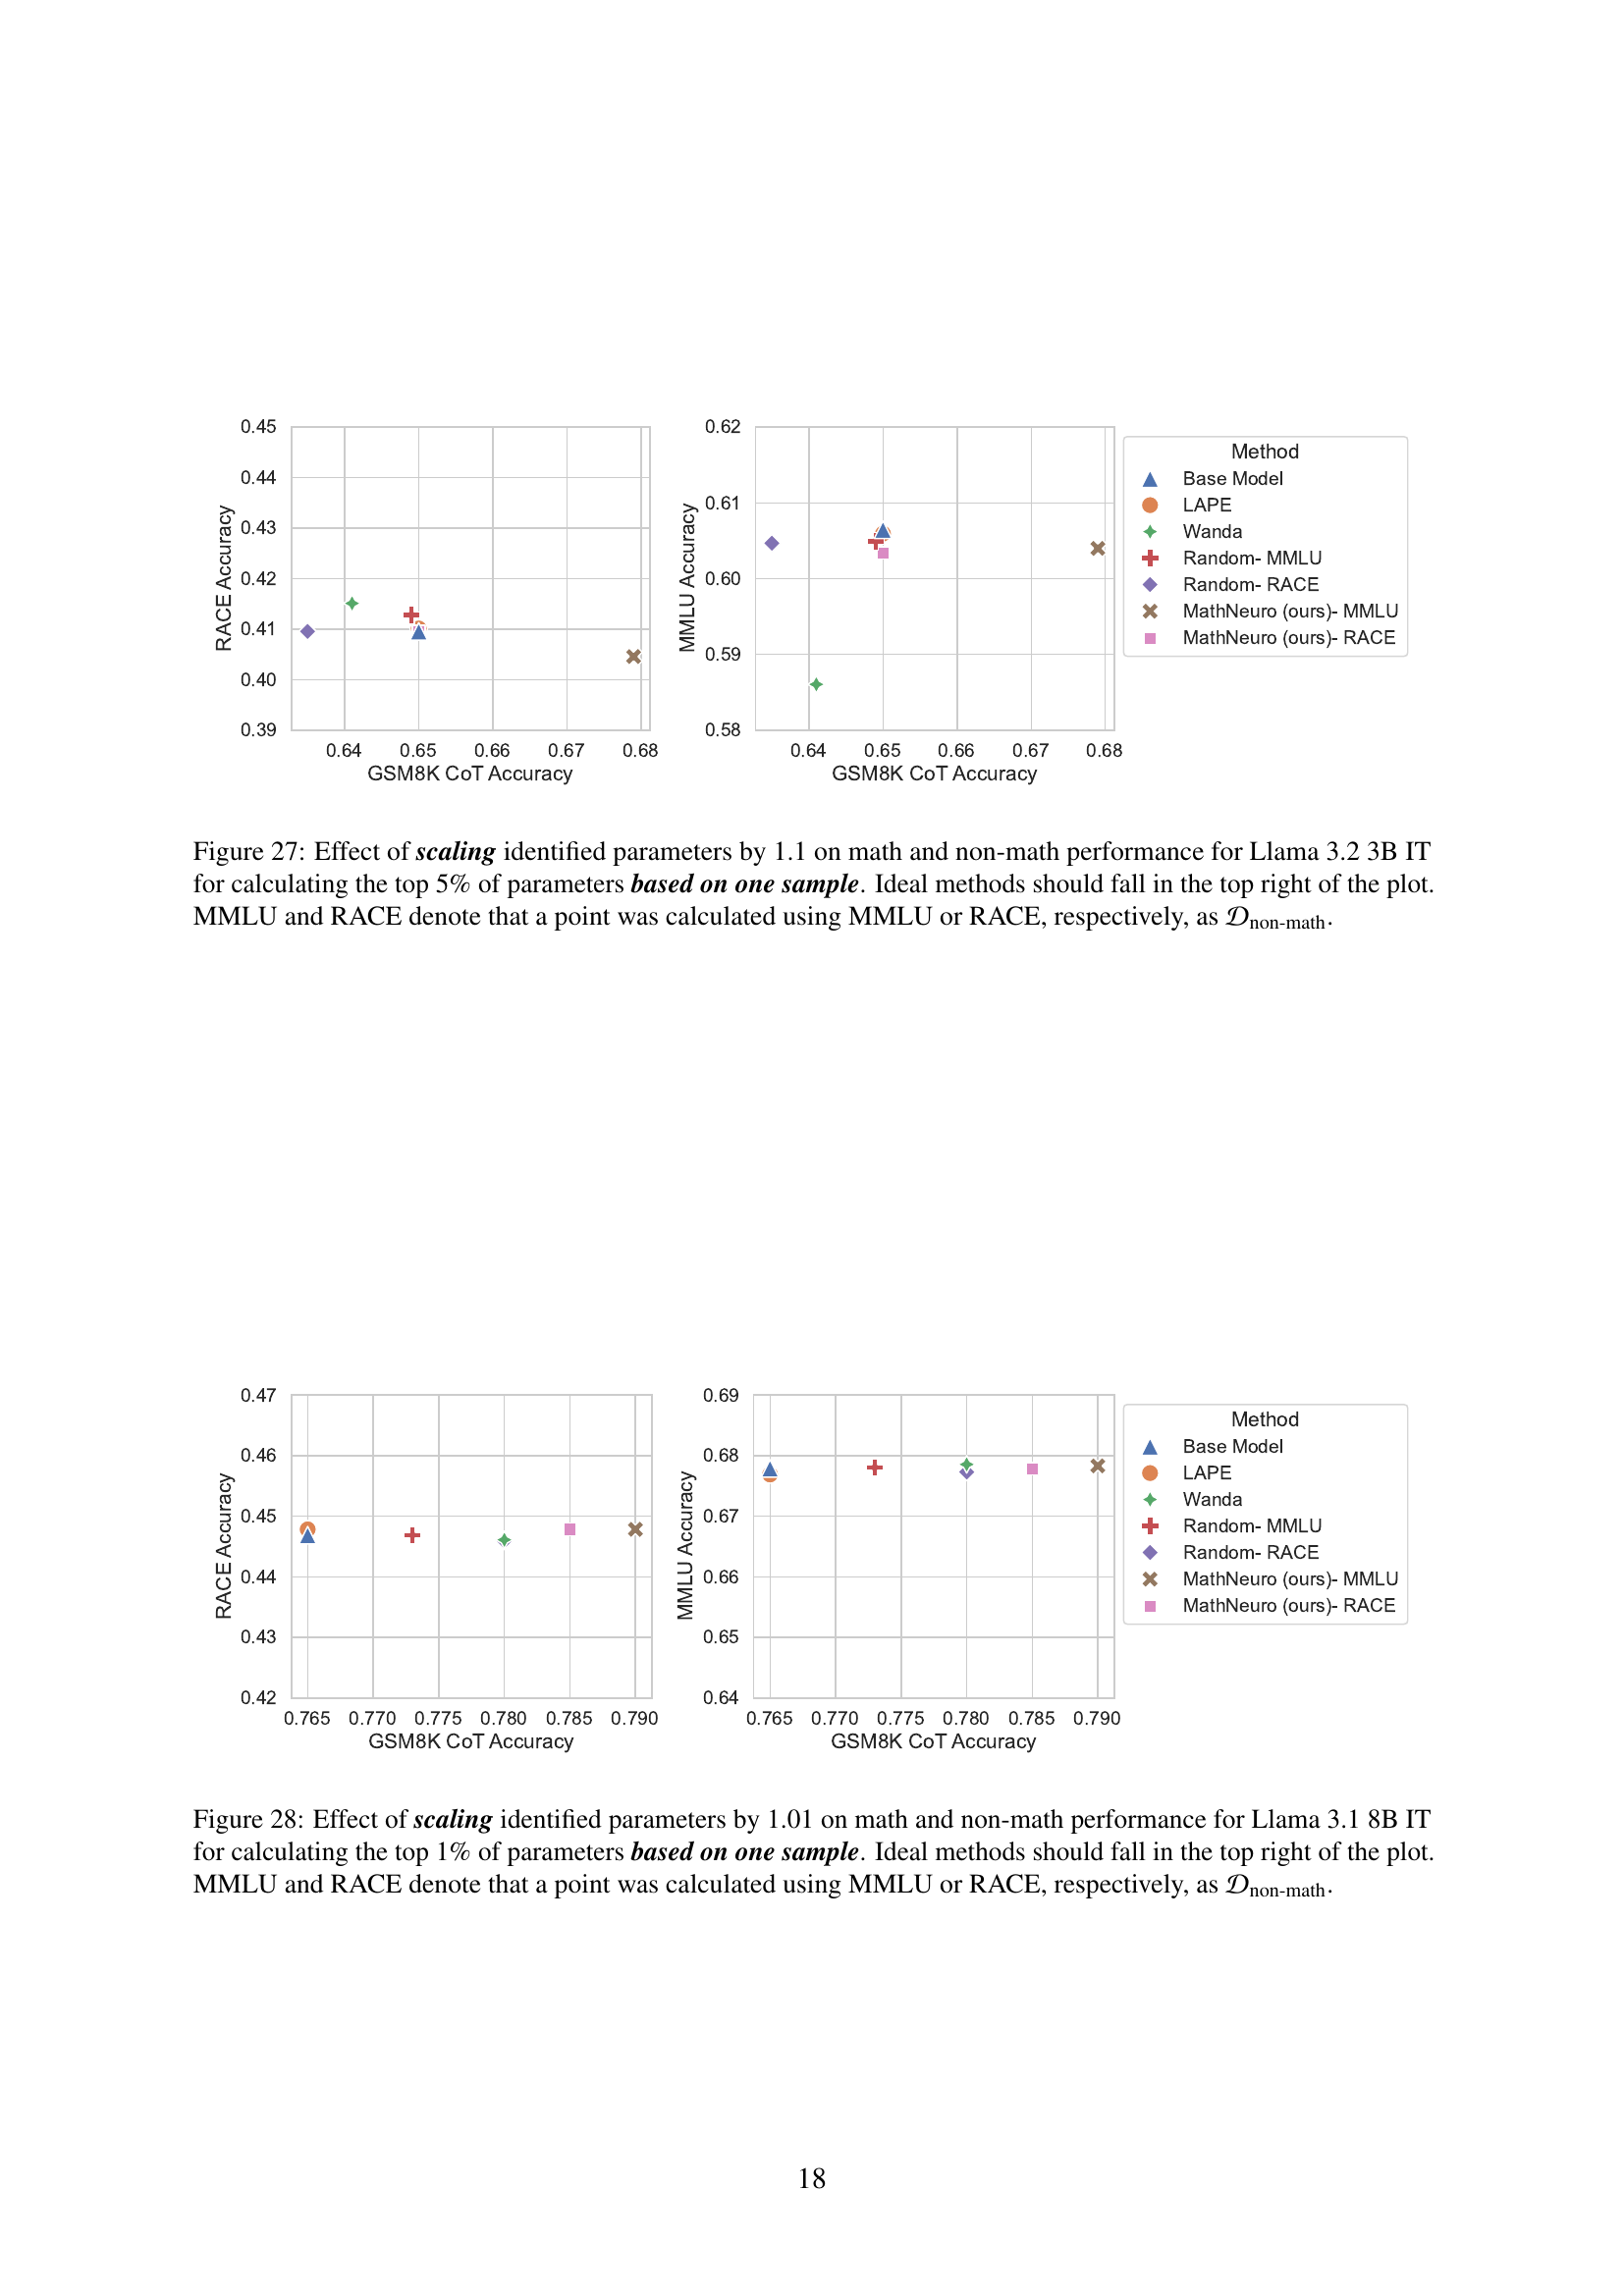 0.45
0.44
0.43
0.42
0.41
0.40
0.39
RACE Accuracy
0.64 0.65 0.66 0.67 0.68
GSM8K CoT Accuracy
0.62
0.61
0.60
0.59
0.58
MMLU Accuracy
0.64 0.65 0.66 0.67 0.68
GSM8K CoT Accuracy
Method
Base Model
LAPE
Wanda
Random- MMLU
Random- RACE
MathNeuro (ours)- MMLU
MathNeuro (ours)- RACE
Figure 27: Effect of scaling identified parameters by 1.1 on math and non-math performance for Llama 3.2 3B IT
for calculating the top 5% of parameters based on one sample. Ideal methods should fall in the top right of the plot.
MMLU and RACE denote that a point was calculated using MMLU or RACE, respectively, as 𝒟non-math.
0.47
0.46
0.45
0.44
0.43
0.42
RACE Accuracy
0.765 0.770 0.775 0.780 0.785 0.790
GSM8K CoT Accuracy
0.69
0.68
0.67
0.66
0.65
0.64
MMLU Accuracy
0.765 0.770 0.775 0.780 0.785 0.790
GSM8K CoT Accuracy
Method
Base Model
LAPE
Wanda
Random- MMLU
Random- RACE
MathNeuro (ours)- MMLU
MathNeuro (ours)- RACE
Figure 28: Effect of scaling identified parameters by 1.01 on math and non-math performance for Llama 3.1 8B IT
for calculating the top 1% of parameters based on one sample. Ideal methods should fall in the top right of the plot.
MMLU and RACE denote that a point was calculated using MMLU or RACE, respectively, as 𝒟non-math.
18